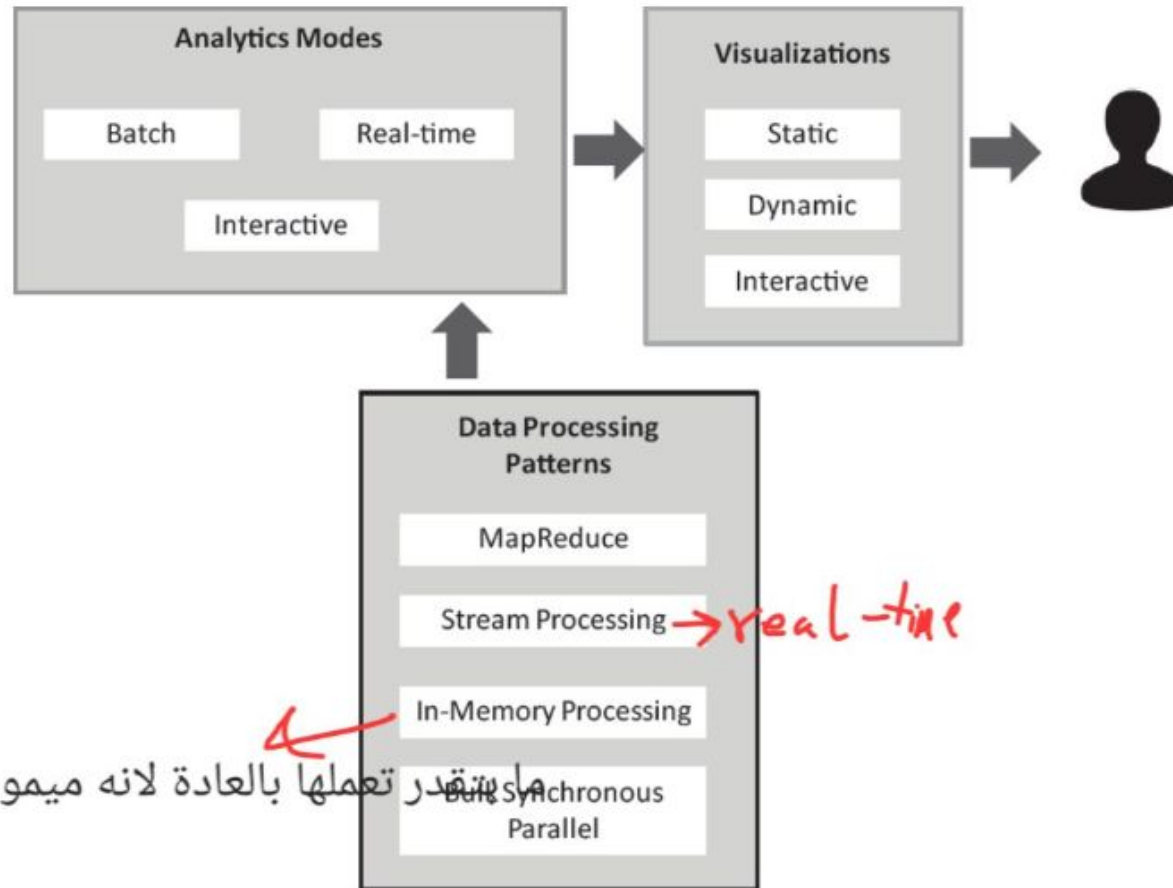 Analytics Modes
Batch
Real-time
Interactive
Visualizations
Static
Dynamic
Interactive
Data Processing
Patterns
MapReduce
Stream Processing
real-time
In-Memory Processing
ما بتقدر تعملها بالعادة لانه ميمو
Synchronous
Parallel